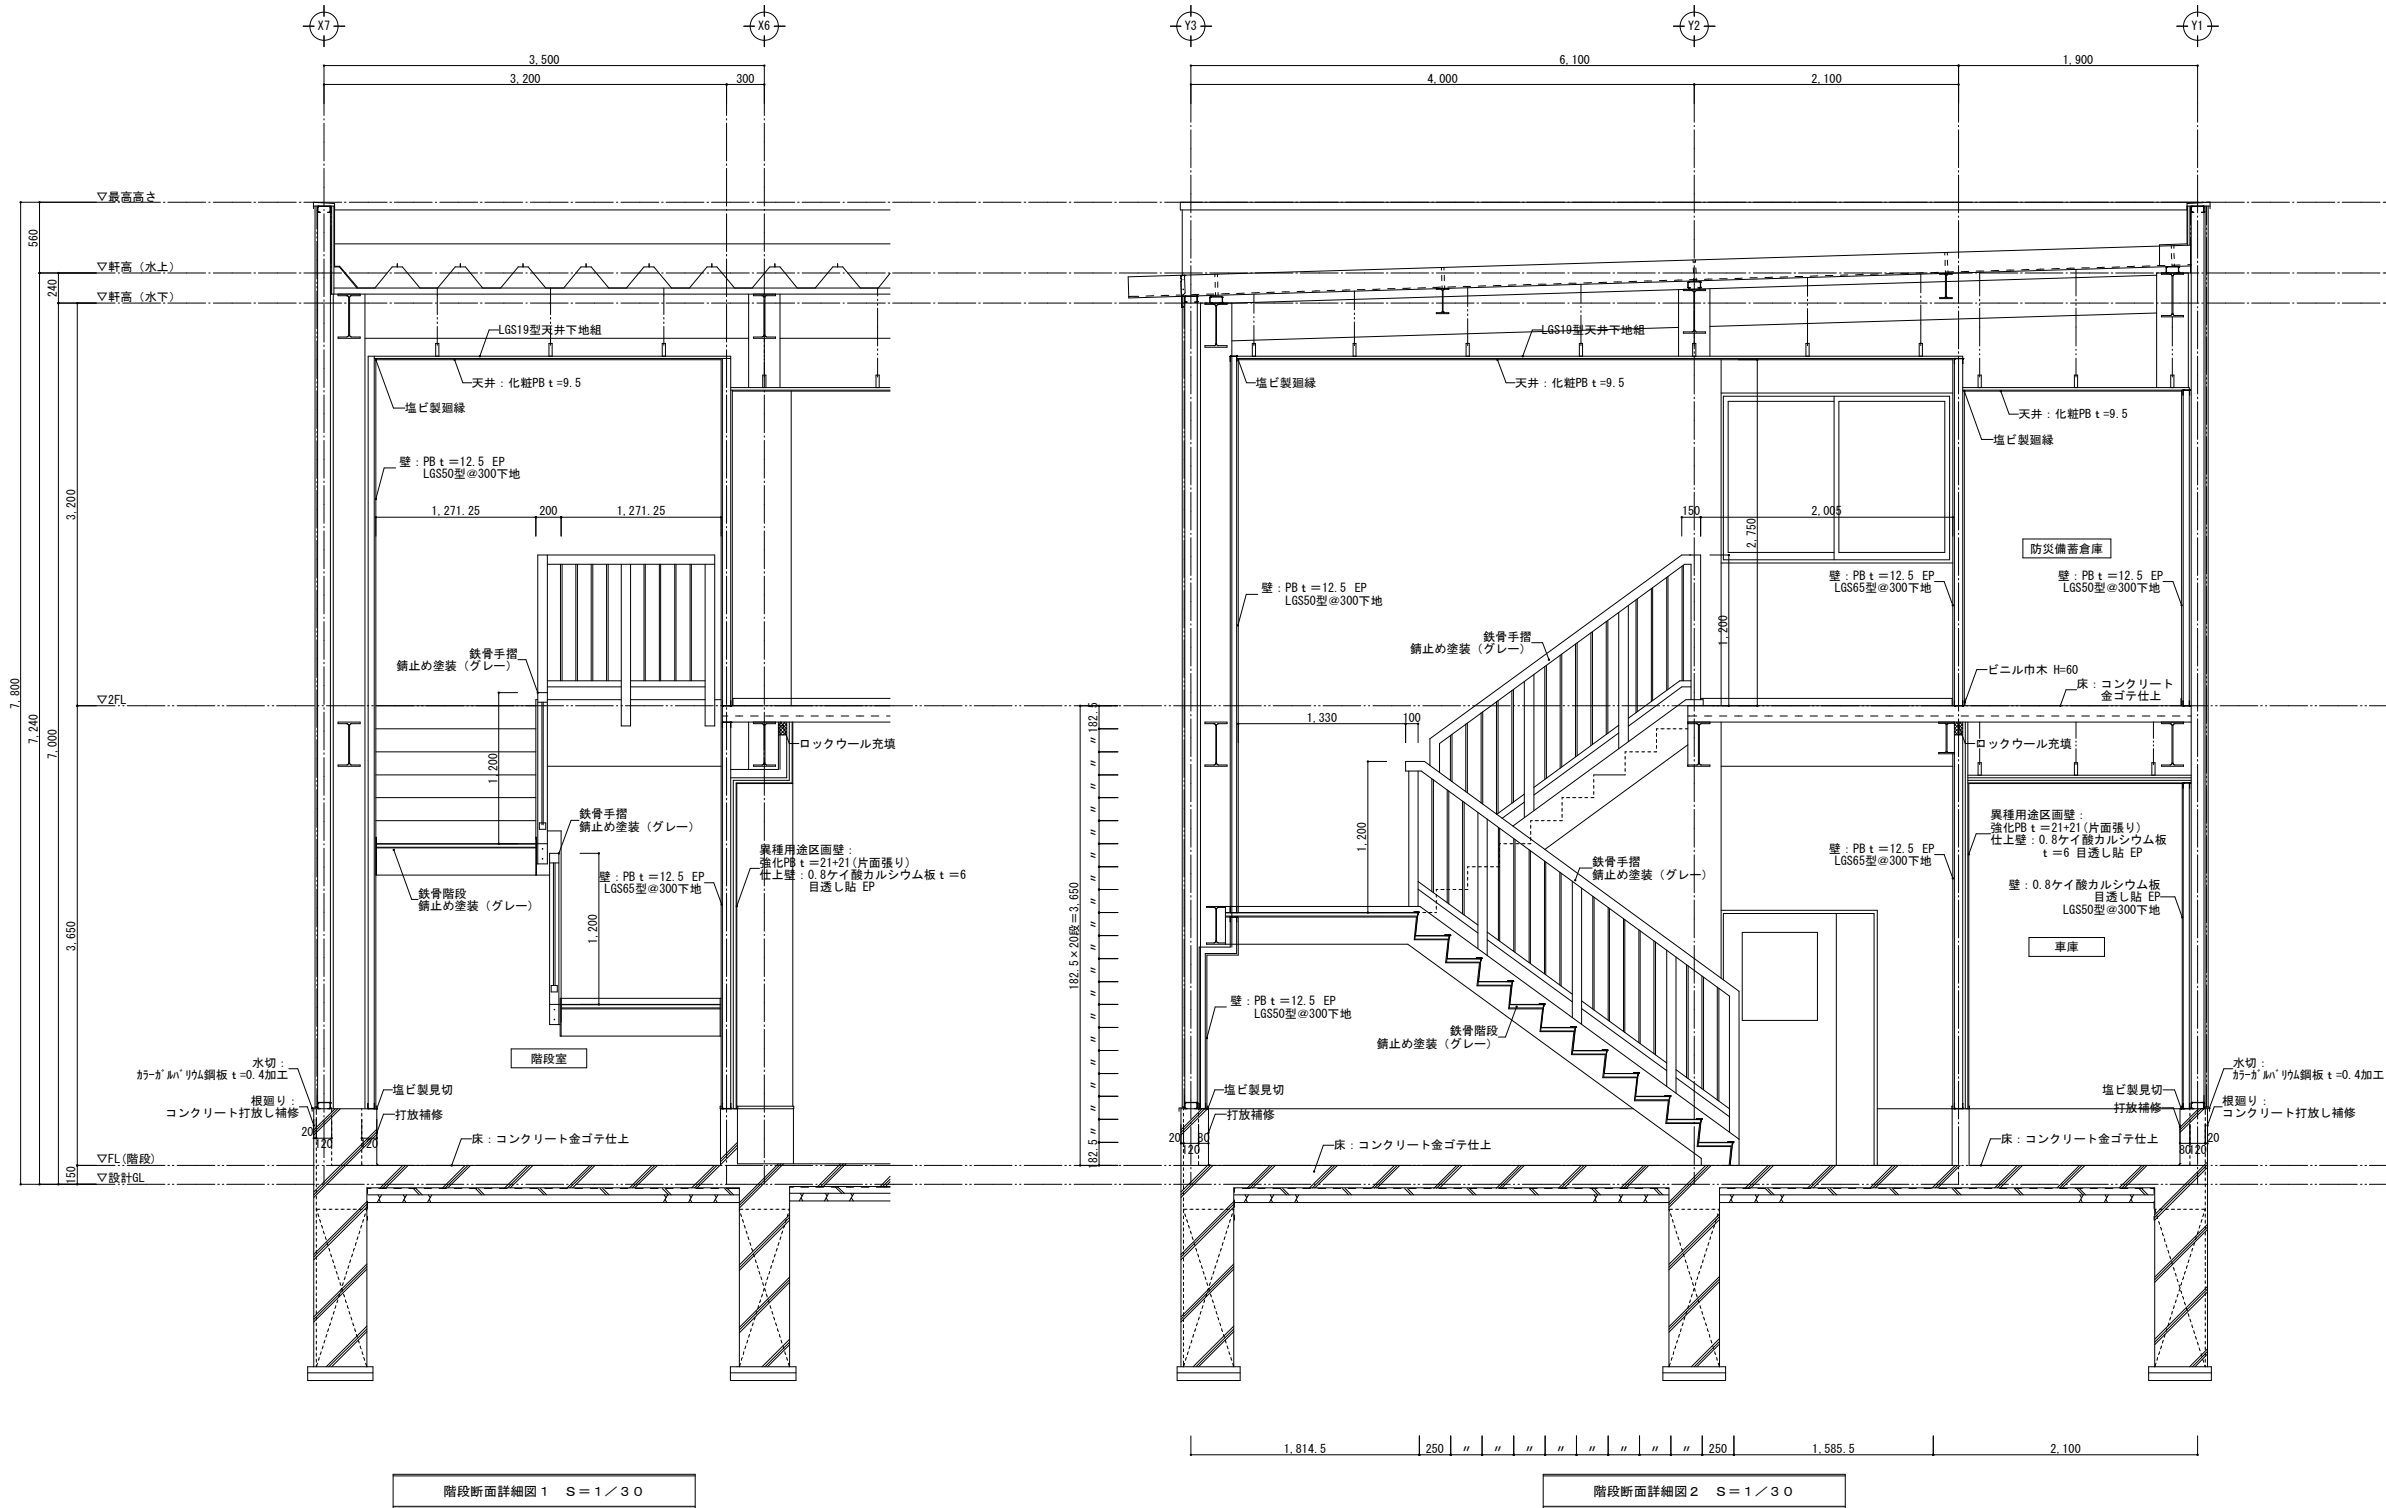 X7
X6
Y3
Y2
Y1
3,500
3,200
300
6,100
1,900
4,000
2,100
▽最高高さ
560
▽軒高（水上）
240
▽軒高（水下）
LGS19型天井下地組
天井：化粧PBｔ=9.5
塩ビ製廻縁
壁：PBｔ＝12.5 EP
LGS50型@300下地
3,200
1,271.25
200
1,271.25
鉄骨手摺
錆止め塗装（グレー）
7,800
7,240
7,000
▽2FL
1,200
ロックウール充填
鉄骨手摺
錆止め塗装（グレー）
異種用途区画壁：
強化PBｔ＝21+21(片面張り)
仕上壁：0.8ケイ酸カルシウム板ｔ＝6
目透し貼 EP
壁：PBｔ＝12.5 EP
LGS65型@300下地
鉄骨階段
錆止め塗装（グレー）
1,200
3,650
階段室
水切：
ｶﾗｰｶﾞﾙﾊﾞﾘｳﾑ鋼板ｔ=0.4加工
根廻り：
コンクリート打放し補修
塩ビ製見切
打放補修
20
120
120
床：コンクリート金ゴテ仕上
▽FL(階段)
150
▽設計GL
階段断面詳細図１　Ｓ＝１／３０
LGS19型天井下地組
塩ビ製廻縁
天井：化粧PBｔ=9.5
天井：化粧PBｔ=9.5
塩ビ製廻縁
150
2,005
2,750
防災備蓄倉庫
壁：PBｔ＝12.5 EP
LGS50型@300下地
壁：PBｔ＝12.5 EP
LGS65型@300下地
壁：PBｔ＝12.5 EP
LGS50型@300下地
鉄骨手摺
錆止め塗装（グレー）
1,200
ビニル巾木 H=60
床：コンクリート
金ゴテ仕上
182.5
〃 〃 〃 〃 〃 〃 〃 〃 〃 〃 〃 〃 〃 〃 〃 〃 〃 〃
182.5
182.5×20段＝3,650
1,330
100
ロックウール充填
1,200
異種用途区画壁：
強化PBｔ＝21+21(片面張り)
仕上壁：0.8ケイ酸カルシウム板
ｔ＝6 目透し貼 EP
壁：PBｔ＝12.5 EP
LGS65型@300下地
鉄骨手摺
錆止め塗装（グレー）
壁：0.8ケイ酸カルシウム板
目透し貼 EP
LGS50型@300下地
車庫
壁：PBｔ＝12.5 EP
LGS50型@300下地
鉄骨階段
錆止め塗装（グレー）
塩ビ製見切
打放補修
20
80
120
床：コンクリート金ゴテ仕上
水切：
ｶﾗｰｶﾞﾙﾊﾞﾘｳﾑ鋼板ｔ=0.4加工
塩ビ製見切
根廻り：
コンクリート打放し補修
打放補修
床：コンクリート金ゴテ仕上
20
80
120
1,814.5
250
〃 〃 〃 〃 〃 〃 〃 〃
250
1,585.5
2,100
階段断面詳細図２　Ｓ＝１／３０